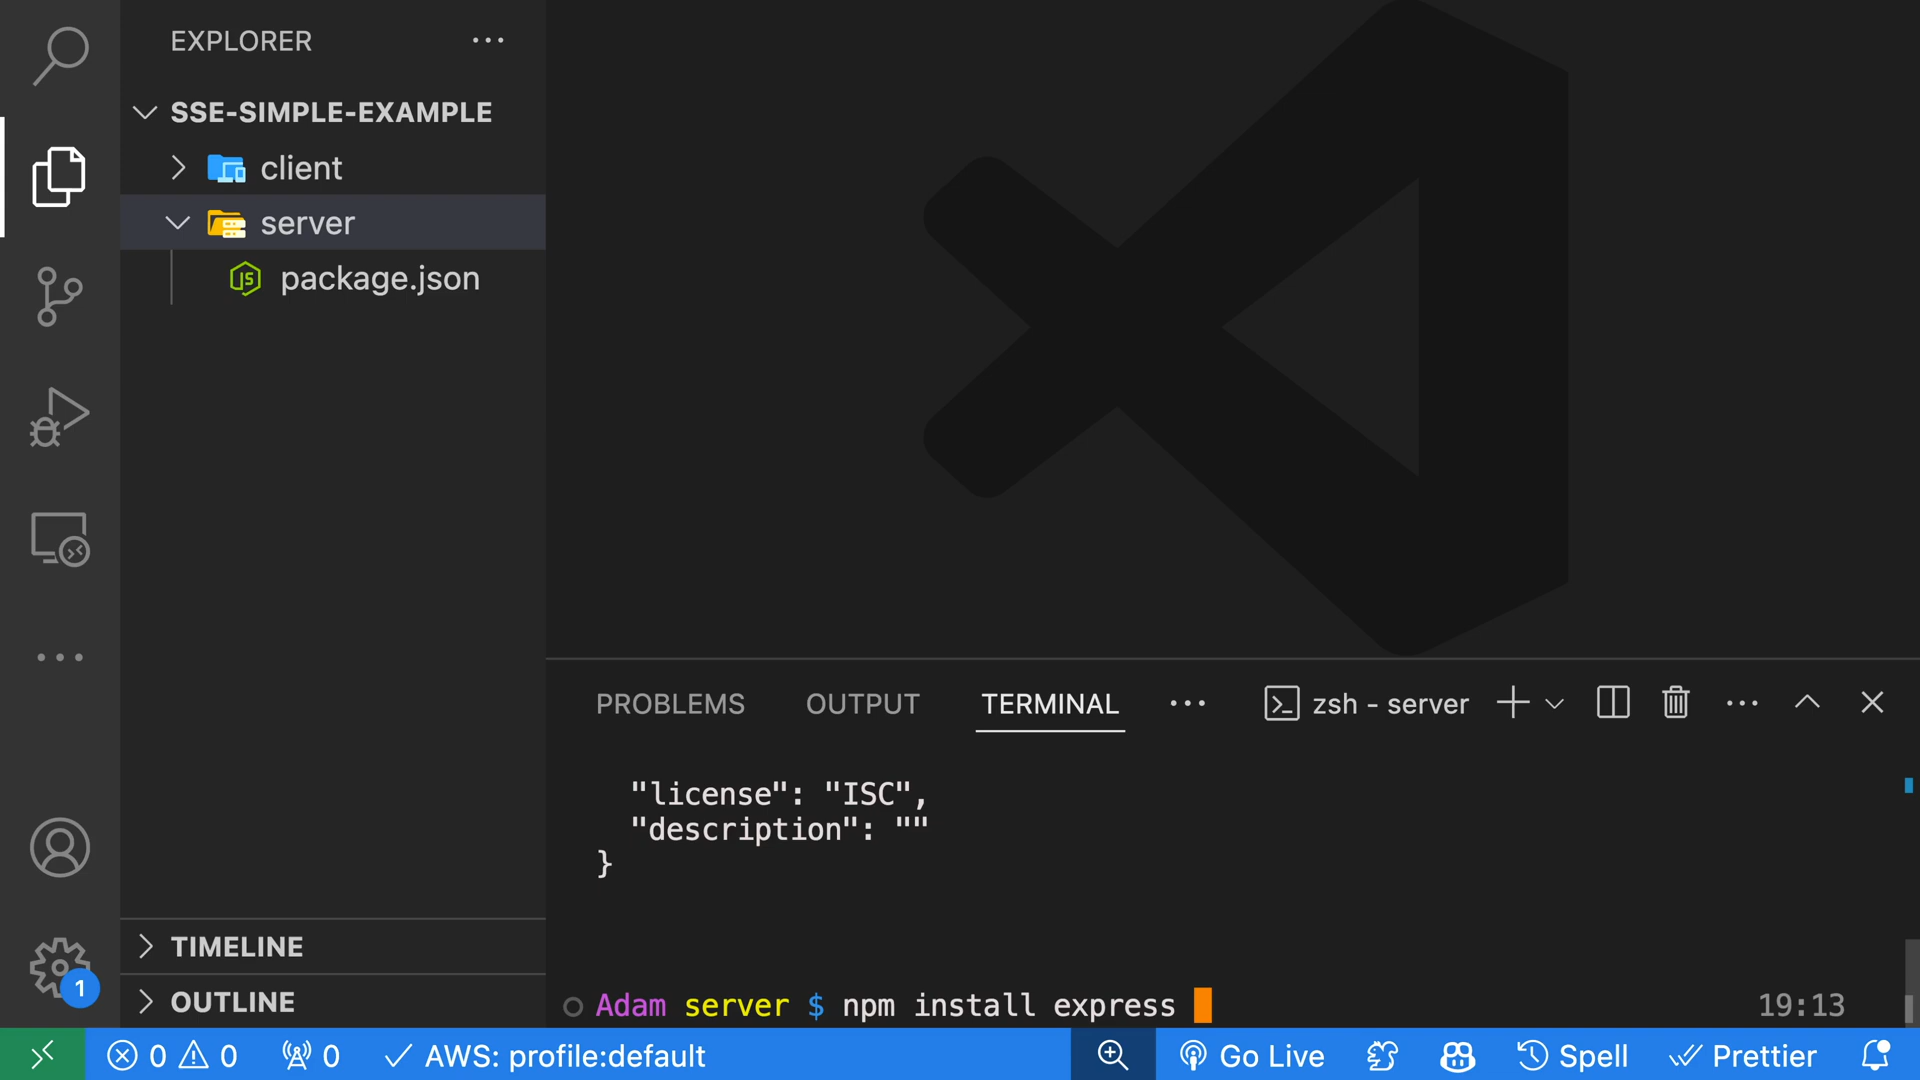 EXPLORER
SSE-SIMPLE-EXAMPLE
client
server
package.json
TIMELINE
OUTLINE
PROBLEMS OUTPUT TERMINAL zsh - server
"license": "ISC",
"description": ""
}
Adam server $ npm install express 19:13
1
0 0 0 AWS: profile:default Go Live Spell Prettier